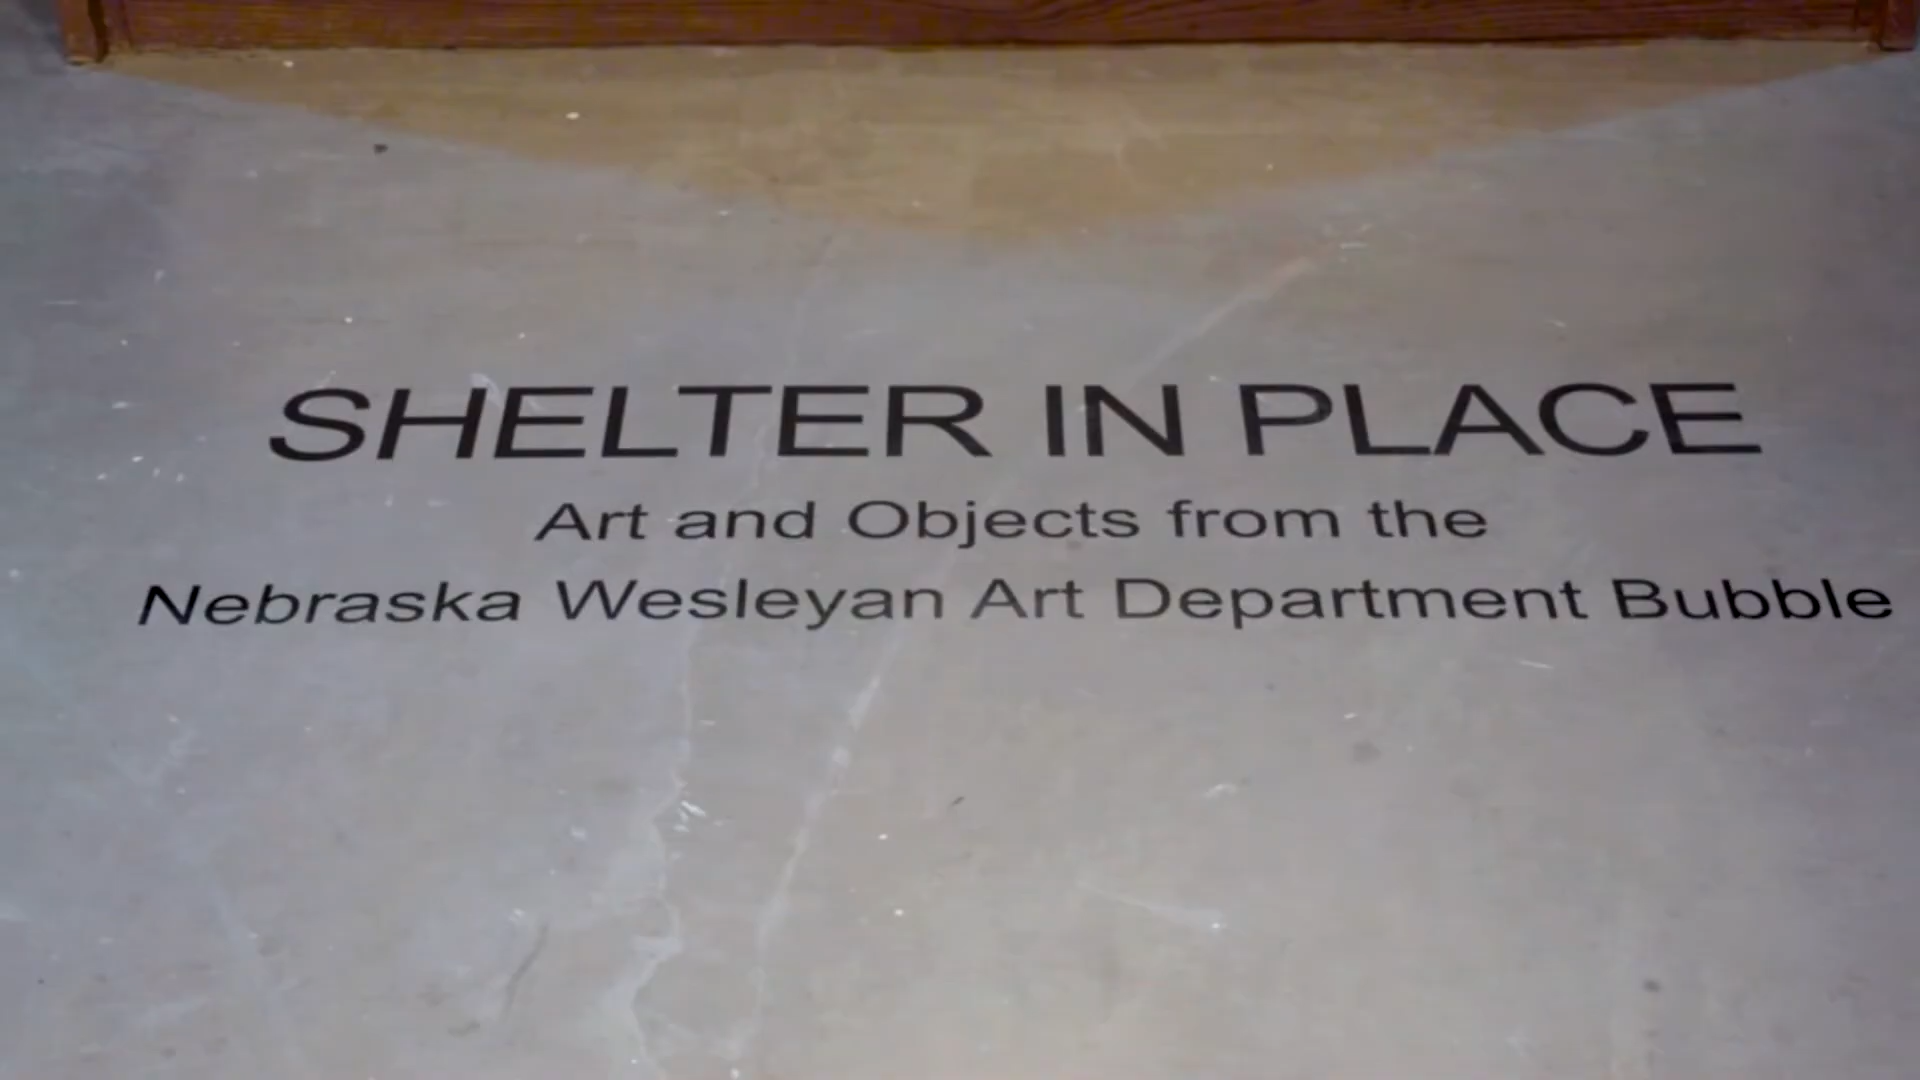 SHELTER IN PLACE
Art and Objects from the
Nebraska Wesleyan Art Department Bubble